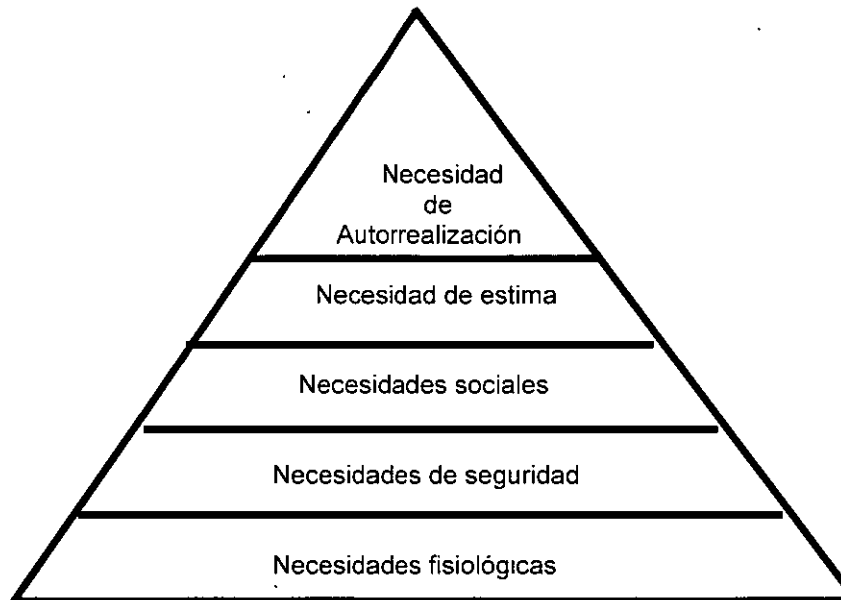 Necesidad
de
Autorrealización
Necesidad de estima
Necesidades sociales
Necesidades de seguridad
Necesidades fisiológicas